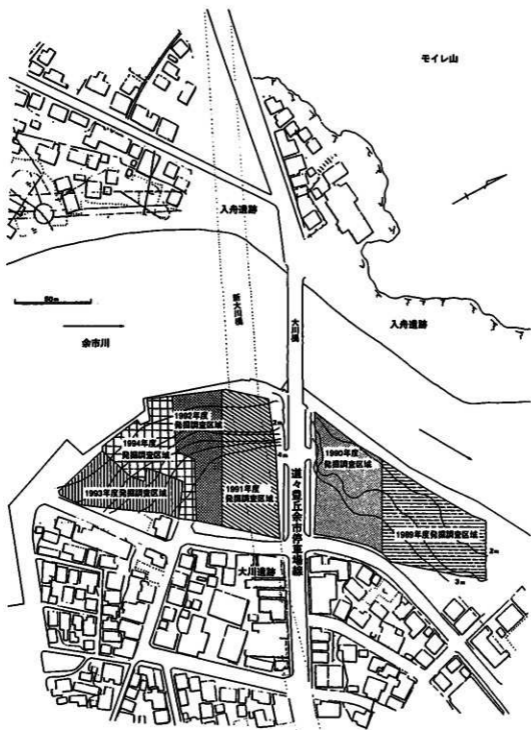 モイレ山
入舟遺跡
50m
新大川橋
大川橋
入舟遺跡
余市川
1992年度
発掘調査区域
1994年度
発掘調査区域
4m
1990年度
発掘調査区域
1991年度
発掘調査区域
1993年度発掘調査区域
道々豊丘余市停車場線
1989年度発掘調査区域
2m
3m
大川遺跡